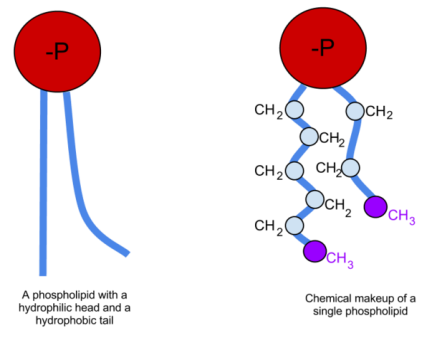 -P
-P
CH2
CH2
CH2
CH2
CH2
CH2
CH2
CH3
CH3
A phospholipid with a
hydrophilic head and a
hydrophobic tail
Chemical makeup of a
single phospholipid